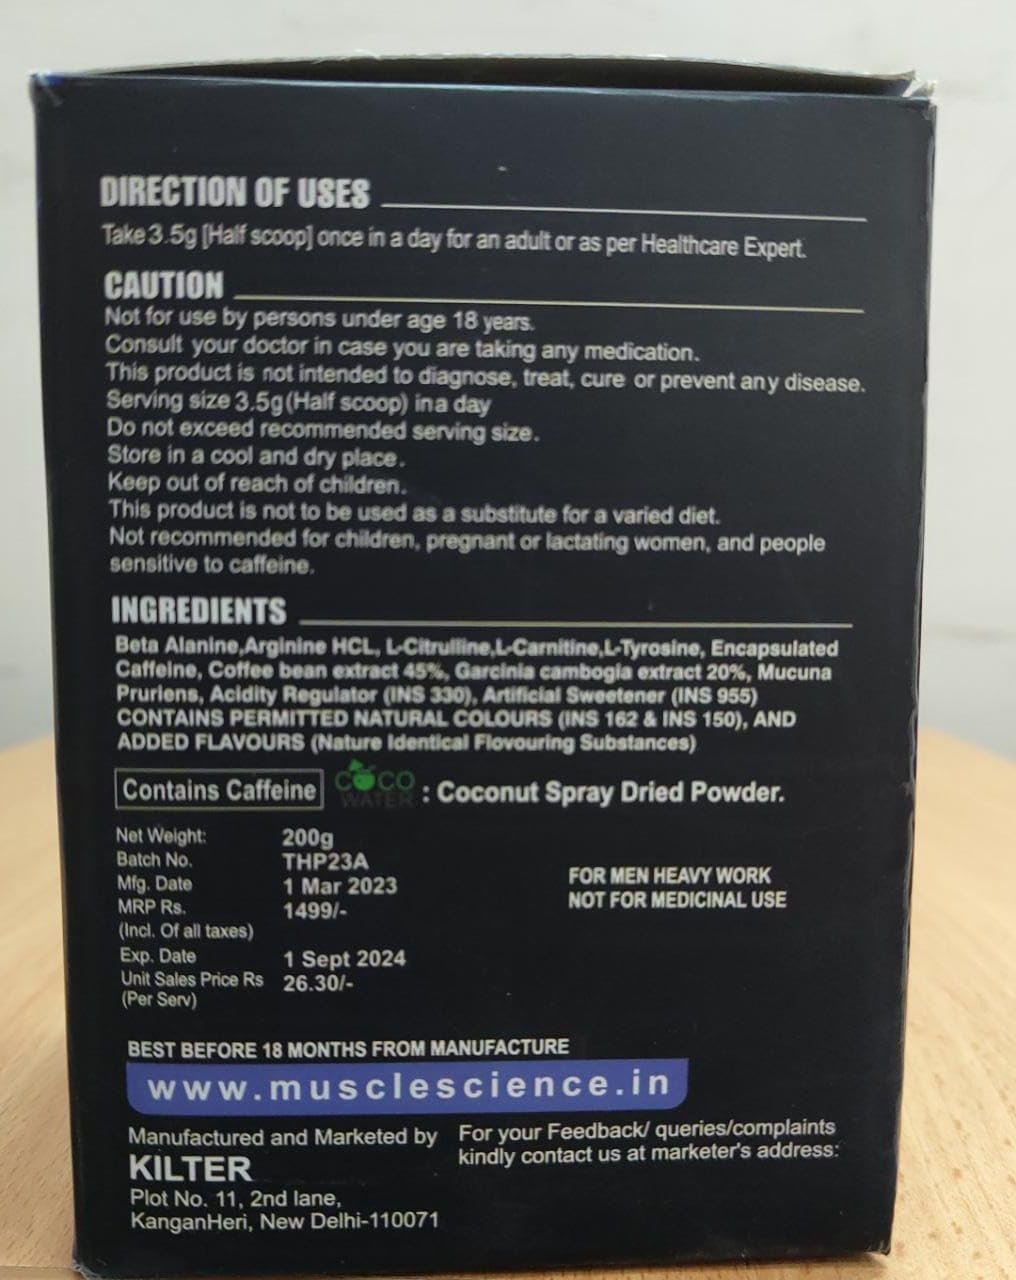 DIRECTION OF USES
Take 3.5g [Half scoop] once in a day for an adult or as per Healthcare Expert.
CAUTION
Not for use by persons under age 18 years.
Consult your doctor in case you are taking any medication.
This product is not intended to diagnose, treat, cure or prevent any disease.
Serving size 3.5g (Half scoop) in a day
Do not exceed recommended serving size.
Store in a cool and dry place.
Keep out of reach of children.
This product is not to be used as a substitute for a varied diet.
Not recommended for children, pregnant or lactating women, and people
sensitive to caffeine.
INGREDIENTS
Beta Alanine,Arginine HCL, L-Citrulline,L-Carnitine,L-Tyrosine, Encapsulated
Caffeine, Coffee bean extract 45%, Garcinia cambogia extract 20%, Mucuna
Pruriens, Acidity Regulator (INS 330), Artificial Sweetener (INS 955)
CONTAINS PERMITTED NATURAL COLOURS (INS 162 & INS 150), AND
ADDED FLAVOURS (Nature Identical Flovouring Substances)
Contains Caffeine COCO WATER : Coconut Spray Dried Powder.
Net Weight: 200g
Batch No. THP23A
Mfg. Date 1 Mar 2023
MRP Rs. 1499/-
(Incl. Of all taxes)
Exp. Date 1 Sept 2024
Unit Sales Price Rs 26.30/-
(Per Serv)
FOR MEN HEAVY WORK
NOT FOR MEDICINAL USE
BEST BEFORE 18 MONTHS FROM MANUFACTURE
www.musclescience.in
Manufactured and Marketed by
KILTER
Plot No. 11, 2nd lane,
KanganHeri, New Delhi-110071
For your Feedback/ queries/complaints
kindly contact us at marketer's address: